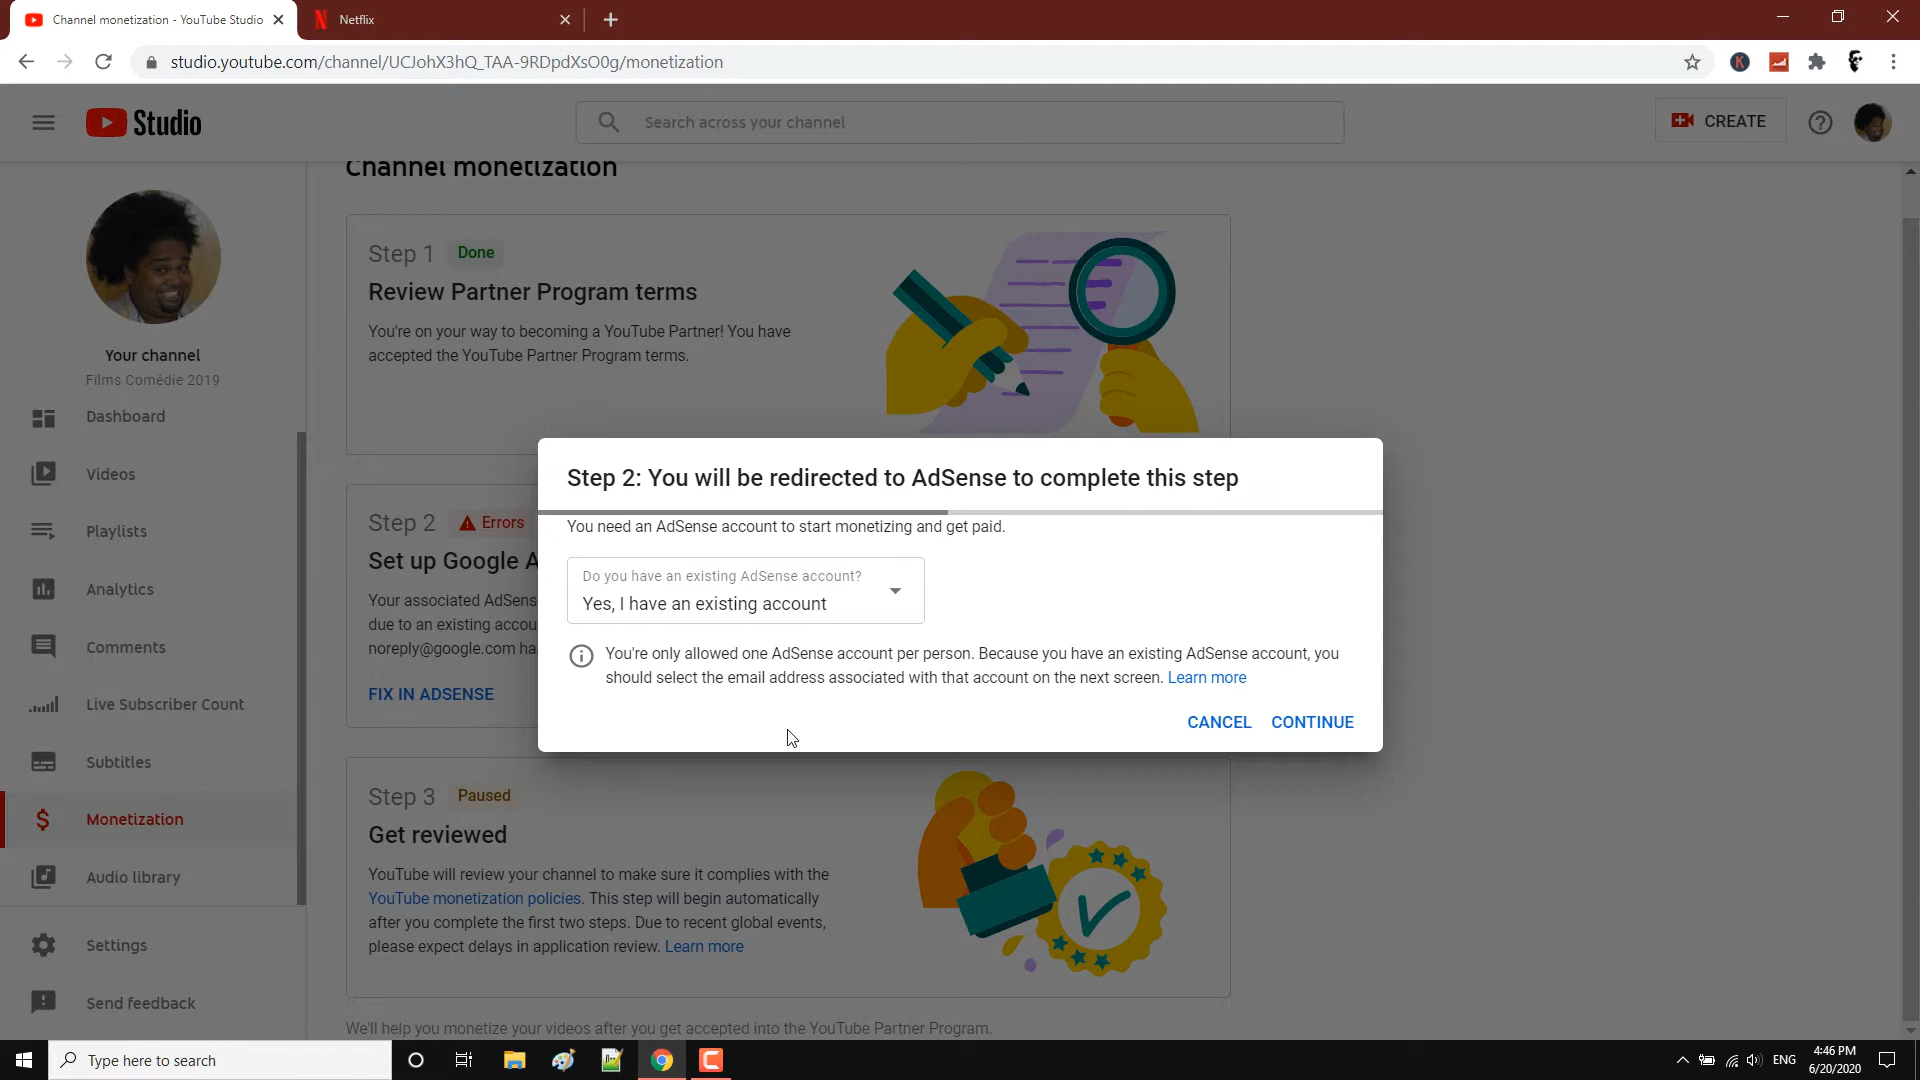 Channel monetization - YouTube Studio
Netflix
studio.youtube.com/channel/UCJohX3hQ_TAA-9RDpdXsO0g/monetization
Studio
Search across your channel
CREATE
Your channel
Films Comédie 2019
Dashboard
Videos
Playlists
Analytics
Comments
Live Subscriber Count
Subtitles
Monetization
Audio library
Settings
Send feedback
Channel monetization
Step 1 Done
Review Partner Program terms
You're on your way to becoming a YouTube Partner! You have
accepted the YouTube Partner Program terms.
Step 2 Errors
Set up Google A
Your associated AdSens
due to an existing accou
noreply@google.com ha
FIX IN ADSENSE
Step 2: You will be redirected to AdSense to complete this step
You need an AdSense account to start monetizing and get paid.
Do you have an existing AdSense account?
Yes, I have an existing account
You're only allowed one AdSense account per person. Because you have an existing AdSense account, you
should select the email address associated with that account on the next screen. Learn more
CANCEL CONTINUE
Step 3 Paused
Get reviewed
YouTube will review your channel to make sure it complies with the
YouTube monetization policies. This step will begin automatically
after you complete the first two steps. Due to recent global events,
please expect delays in application review. Learn more
We'll help you monetize your videos after you get accepted into the YouTube Partner Program.
Type here to search
ENG
4:46 PM
6/20/2020